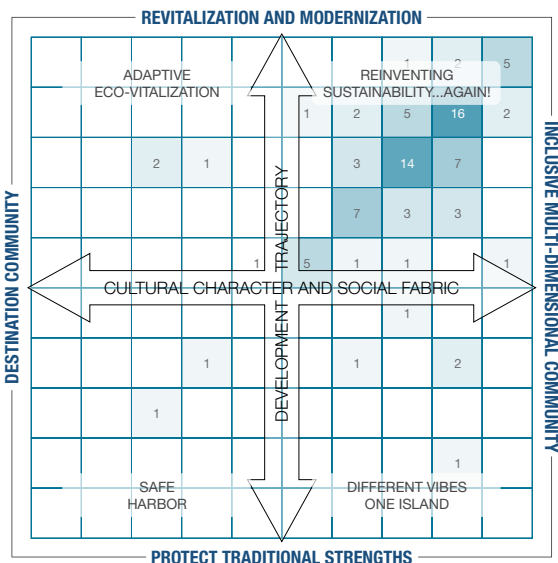 REVITALIZATION AND MODERNIZATION
1 2 5
ADAPTIVE
ECO-VITALIZATION
REINVENTING
SUSTAINABILITY...AGAIN!
1 2 5 16 2
2 1 3 14 7
7 3 3
1 5 1 1 1
DESTINATION COMMUNITY
CULTURAL CHARACTER AND SOCIAL FABRIC
DEVELOPMENT TRAJECTORY
INCLUSIVE MULTI-DIMENSIONAL COMMUNITY
1
1 1 2
1
1
SAFE
HARBOR
DIFFERENT VIBES
ONE ISLAND
PROTECT TRADITIONAL STRENGTHS